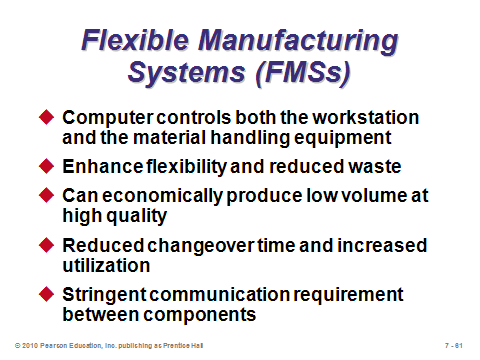 Flexible Manufacturing
Systems (FMSs)
Computer controls both the workstation
and the material handling equipment
Enhance flexibility and reduced waste
Can economically produce low volume at
high quality
Reduced changeover time and increased
utilization
Stringent communication requirement
between components
© 2010 Pearson Education, Inc. publishing as Prentice Hall
7 - 61